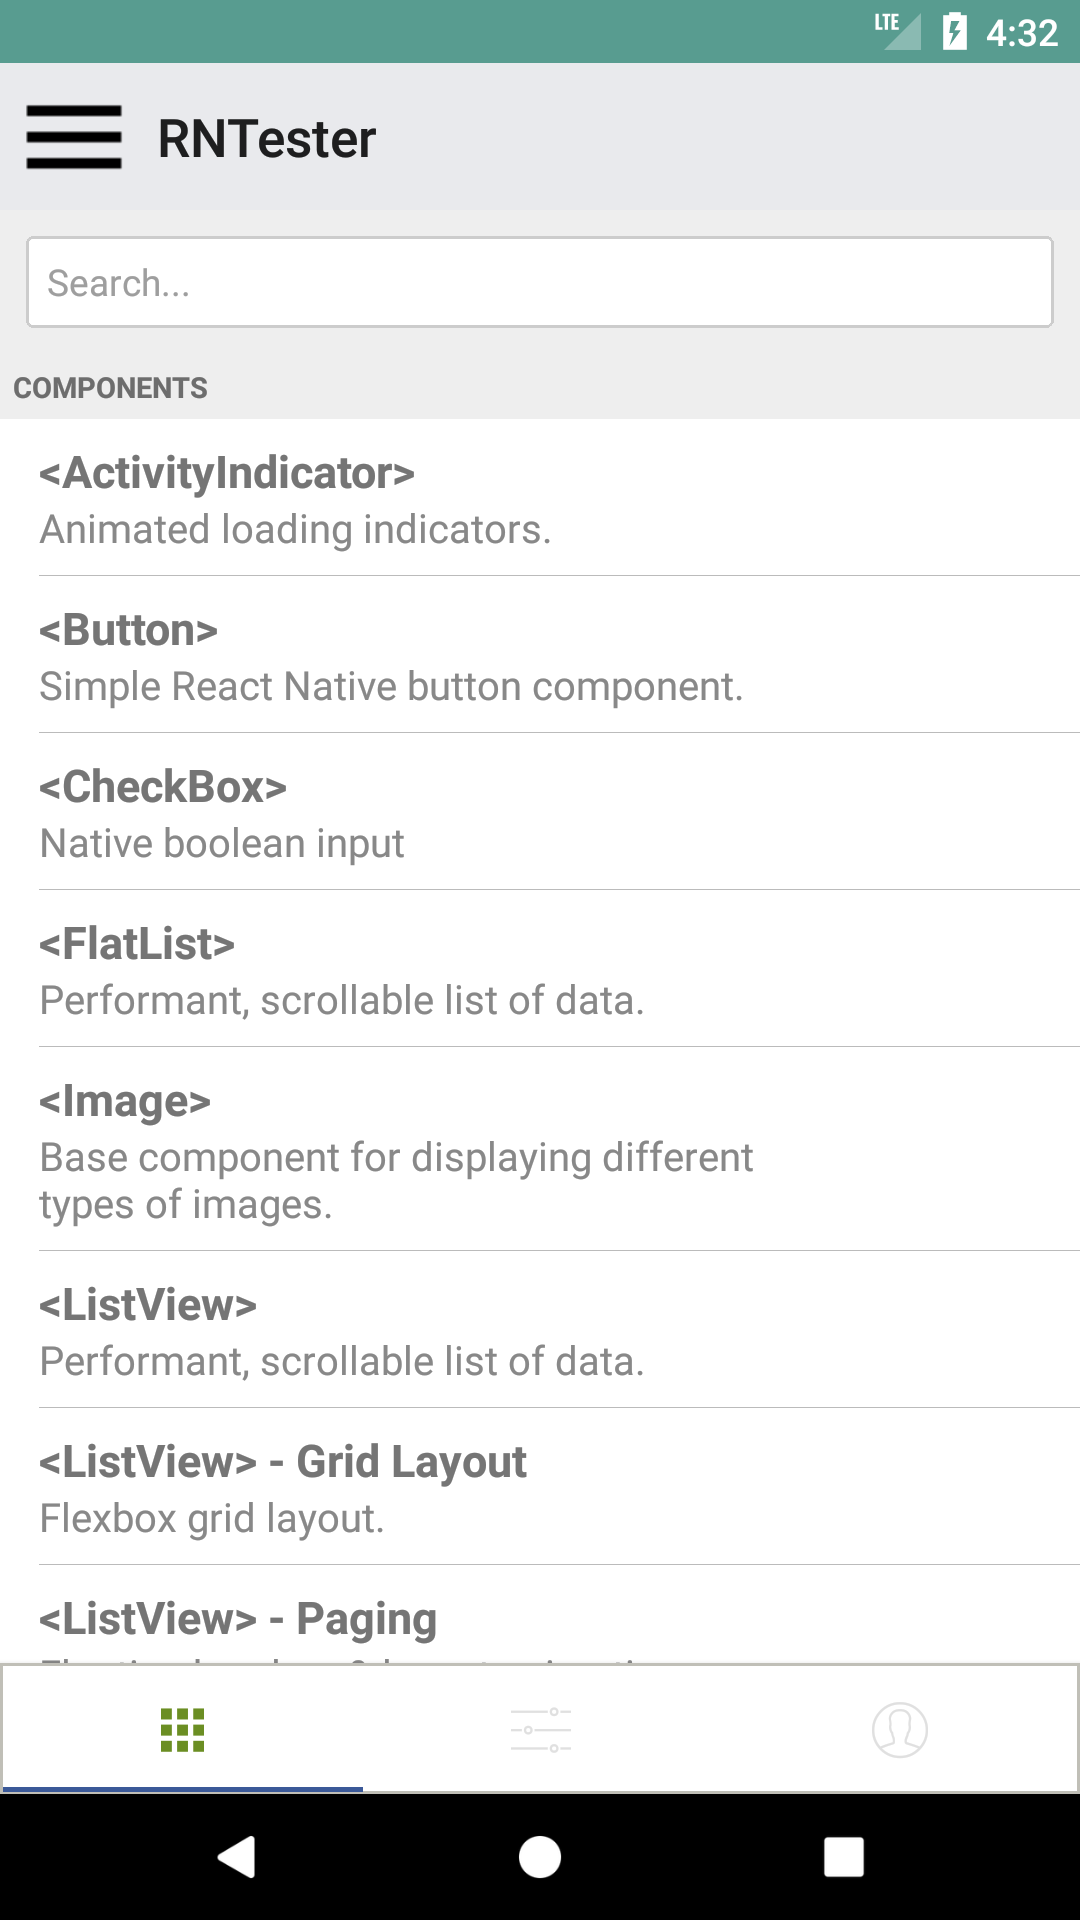 LTE 4:32
RNTester
Search...
COMPONENTS
<ActivityIndicator>
Animated loading indicators.
<Button>
Simple React Native button component.
<CheckBox>
Native boolean input
<FlatList>
Performant, scrollable list of data.
<Image>
Base component for displaying different
types of images.
<ListView>
Performant, scrollable list of data.
<ListView> - Grid Layout
Flexbox grid layout.
<ListView> - Paging